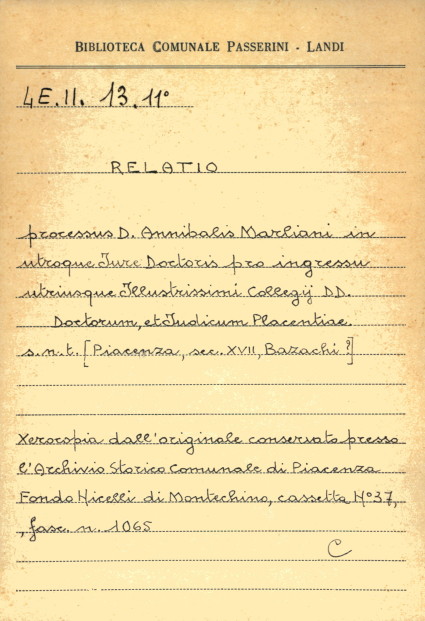 BIBLIOTECA COMUNALE PASSERINI - LANDI
4E.II. 13.11°
RELATIO
processus D. Annibalis Marliani in
utroque Jure Doctoris pro ingressu
utriusque Illustrissimi Collegij DD.
Doctorum, et Judicum Placentiae.
s.n.t. [Piacenza, sec. XVII, Bazachi?]
Xerocopia dall'originale conservato presso
l'Archivio Storico Comunale di Piacenza
Fondo Nicelli di Montechino, cassetta N°37,
, fasc. n. 1065
C